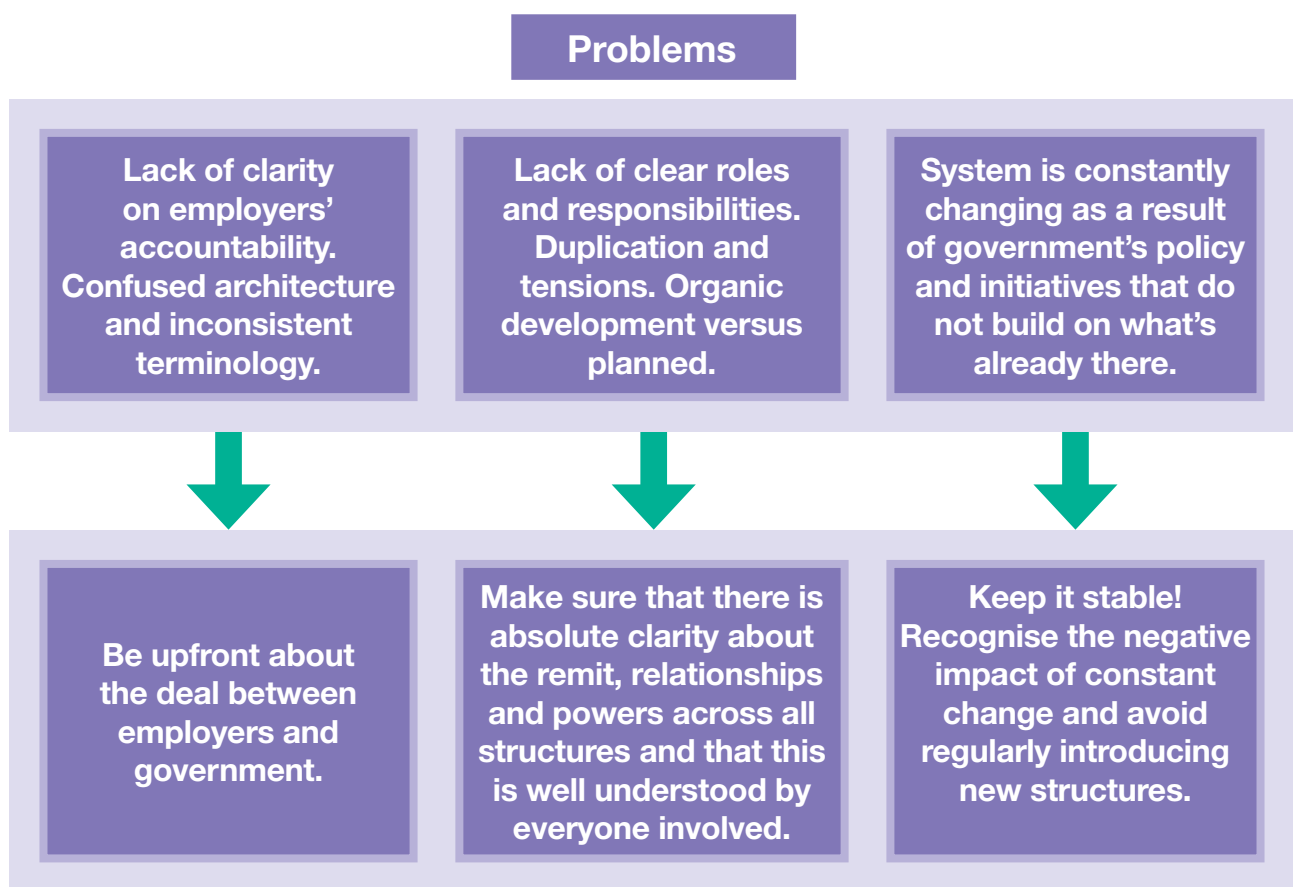 Problems
Lack of clarity
on employers’
accountability.
Confused architecture
and inconsistent
terminology.
Lack of clear roles
and responsibilities.
Duplication and
tensions. Organic
development versus
planned.
System is constantly
changing as a result
of government’s policy
and initiatives that do
not build on what’s
already there.
Be upfront about
the deal between
employers and
government.
Make sure that there is
absolute clarity about
the remit, relationships
and powers across all
structures and that this
is well understood by
everyone involved.
Keep it stable!
Recognise the negative
impact of constant
change and avoid
regularly introducing
new structures.